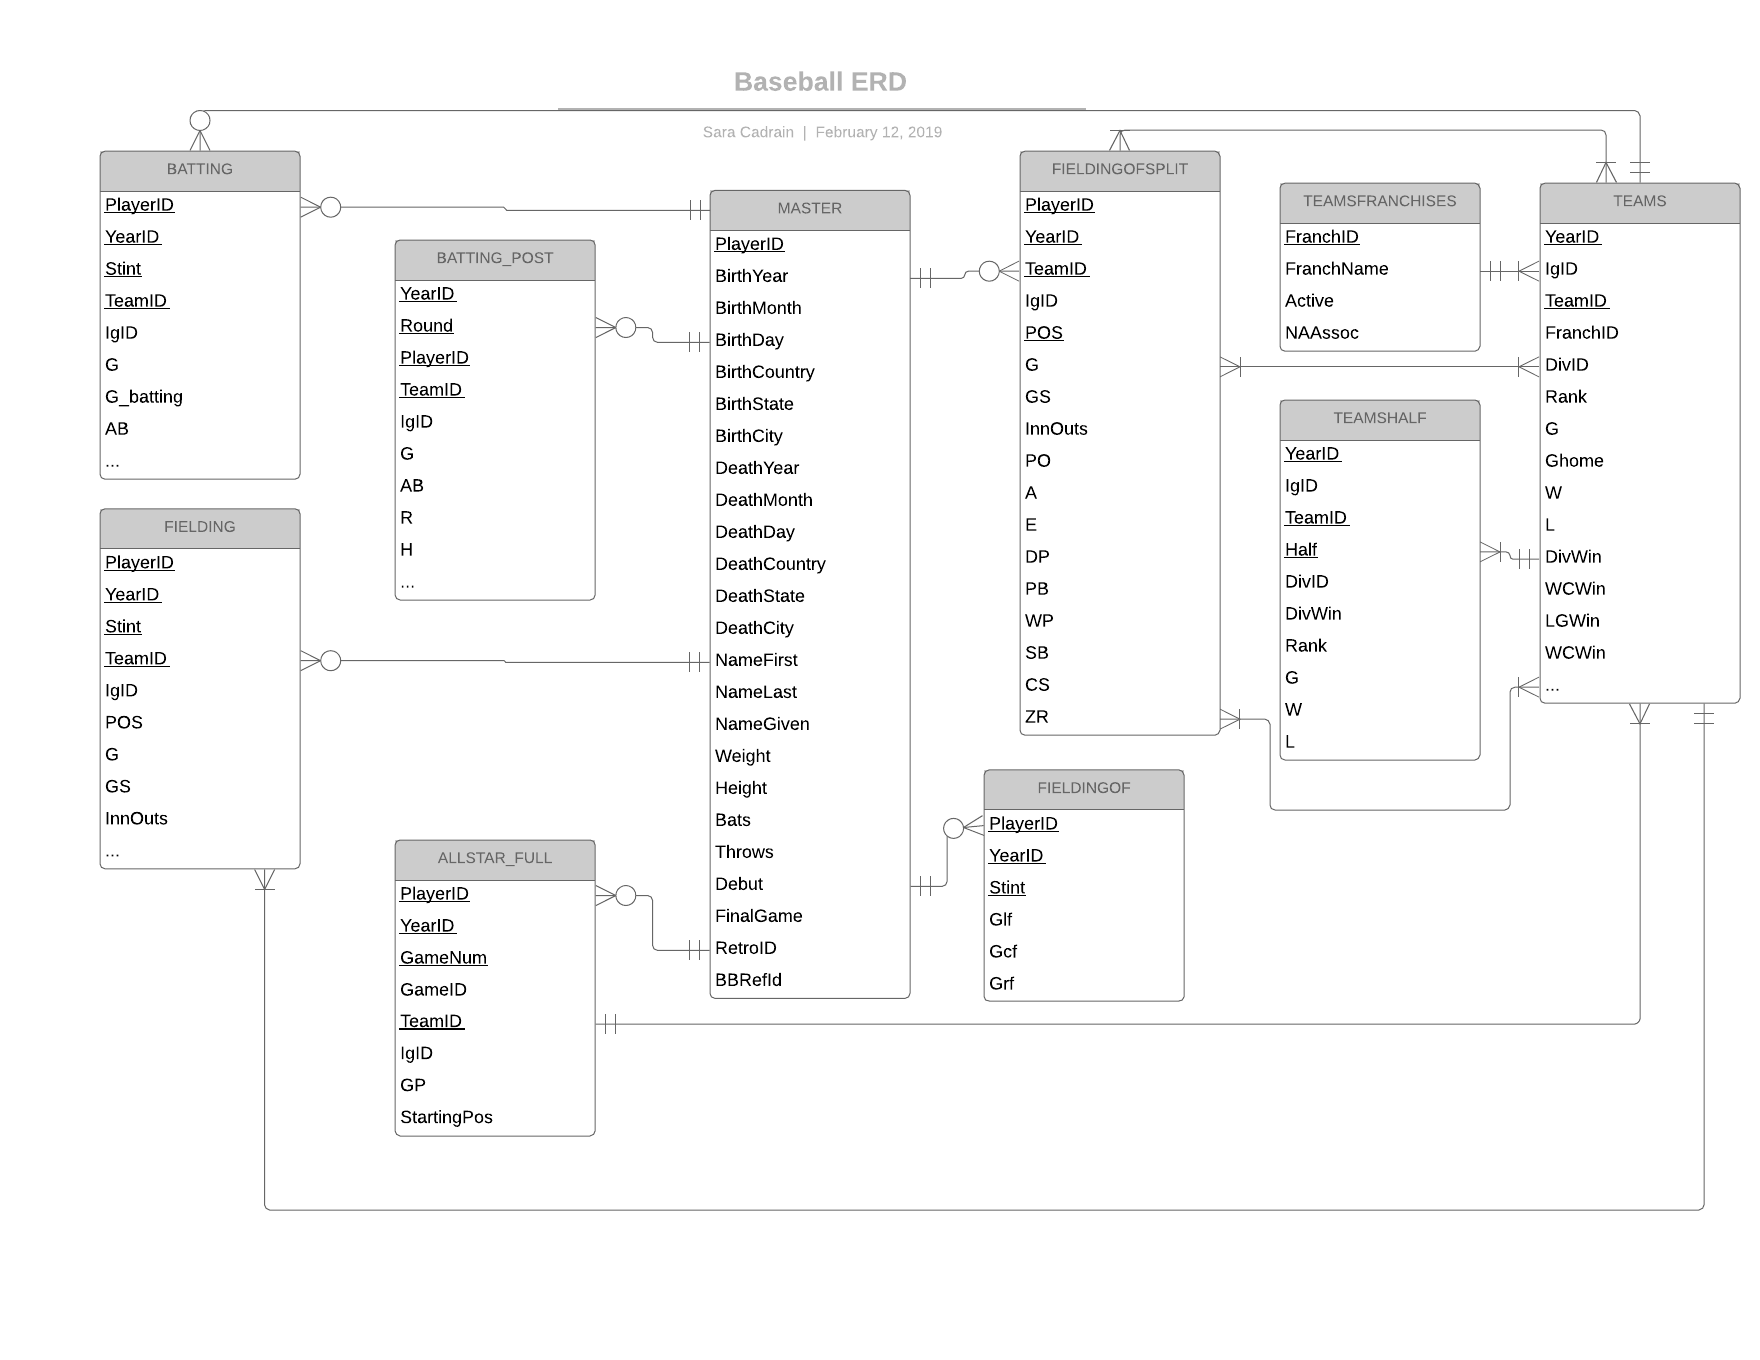 Baseball ERD
Sara Cadrain | February 12, 2019
BATTING
PlayerID
YearID
Stint
TeamID
IgID
G
G_batting
AB
...
FIELDING
PlayerID
YearID
Stint
TeamID
IgID
POS
G
GS
InnOuts
...
BATTING_POST
YearID
Round
PlayerID
TeamID
IgID
G
AB
R
H
...
ALLSTAR_FULL
PlayerID
YearID
GameNum
GameID
TeamID
IgID
GP
StartingPos
MASTER
PlayerID
BirthYear
BirthMonth
BirthDay
BirthCountry
BirthState
BirthCity
DeathYear
DeathMonth
DeathDay
DeathCountry
DeathState
DeathCity
NameFirst
NameLast
NameGiven
Weight
Height
Bats
Throws
Debut
FinalGame
RetroID
BBRefId
FIELDINGOFSPLIT
PlayerID
YearID
TeamID
IgID
POS
G
GS
InnOuts
PO
A
E
DP
PB
WP
SB
CS
ZR
FIELDINGOF
PlayerID
YearID
Stint
Glf
Gcf
Grf
TEAMSFRANCHISES
FranchID
FranchName
Active
NAAssoc
TEAMSHALF
YearID
IgID
TeamID
Half
DivID
DivWin
Rank
G
W
L
TEAMS
YearID
IgID
TeamID
FranchID
DivID
Rank
G
Ghome
W
L
DivWin
WCWin
LGWin
WCWin
...